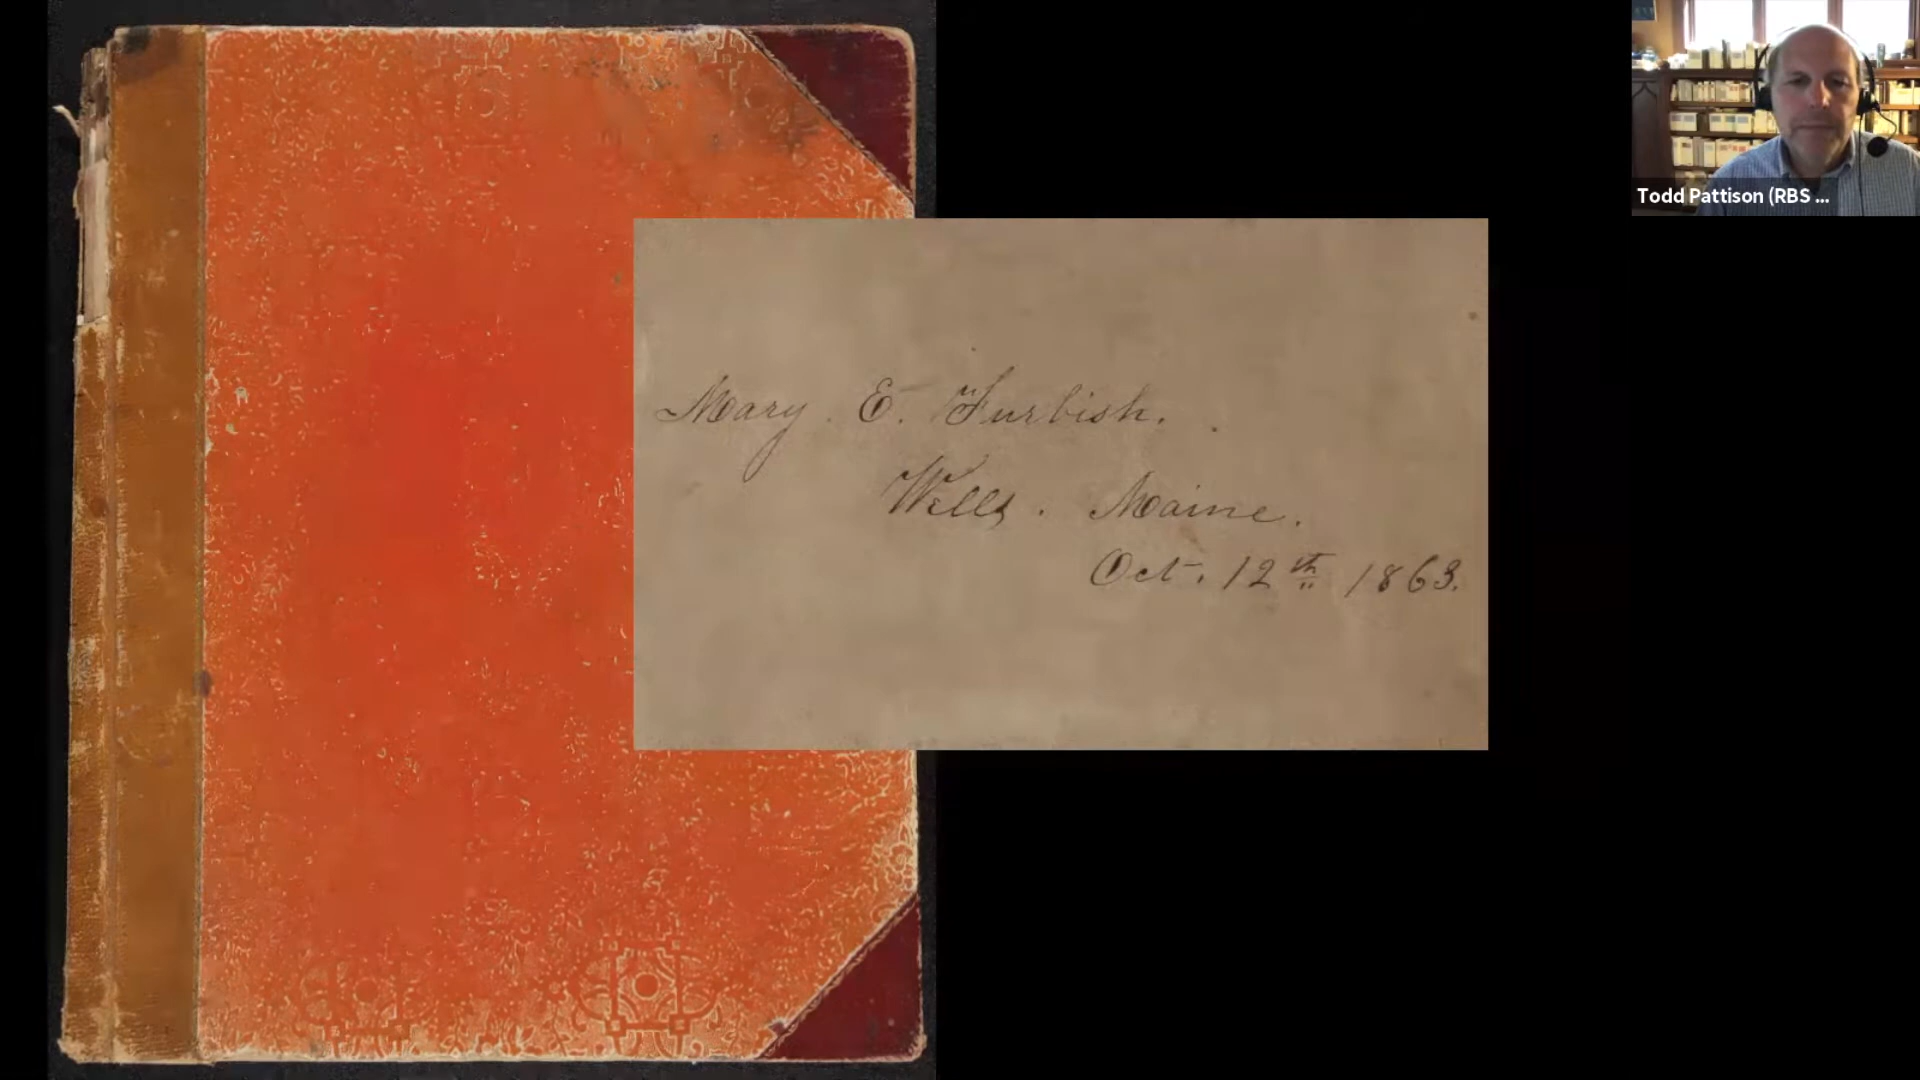 Todd Pattison (RBS ...
Mary. E. Furbish.
Wells. Maine.
Oct. 12th 1863.